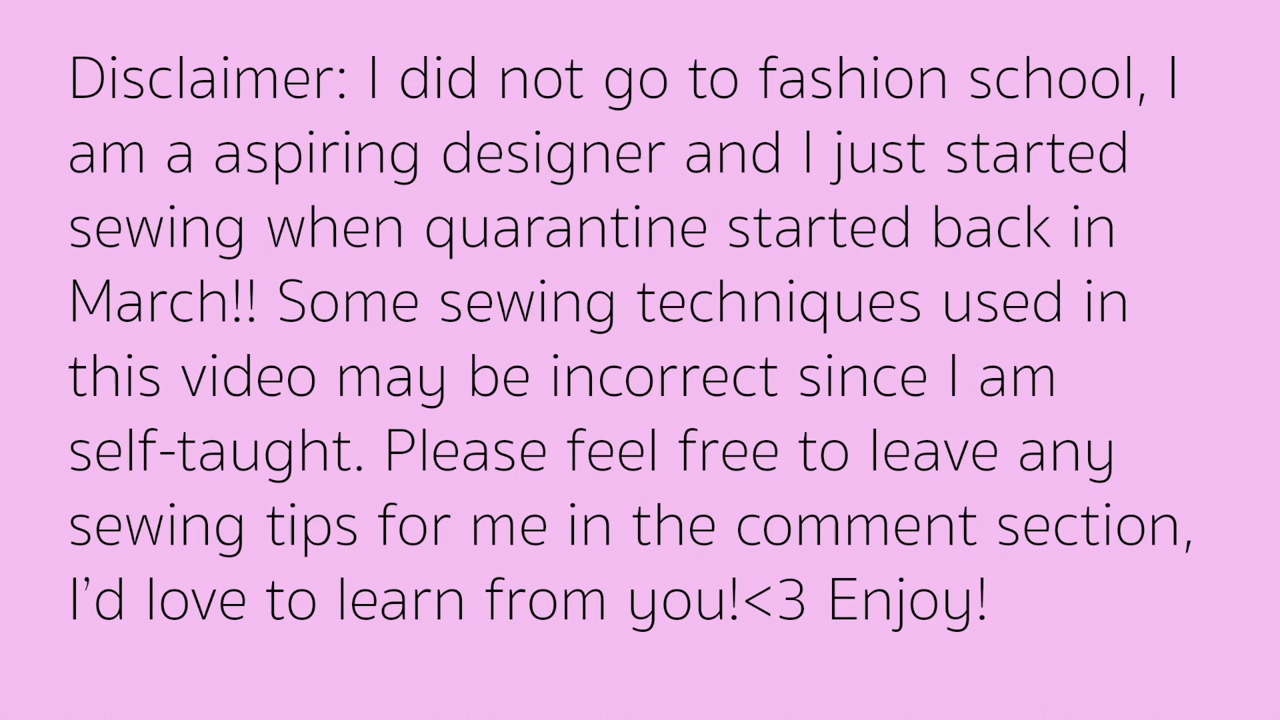 Disclaimer: I did not go to fashion school, I
am a aspiring designer and I just started
sewing when quarantine started back in
March!! Some sewing techniques used in
this video may be incorrect since I am
self-taught. Please feel free to leave any
sewing tips for me in the comment section,
I’d love to learn from you!<3 Enjoy!